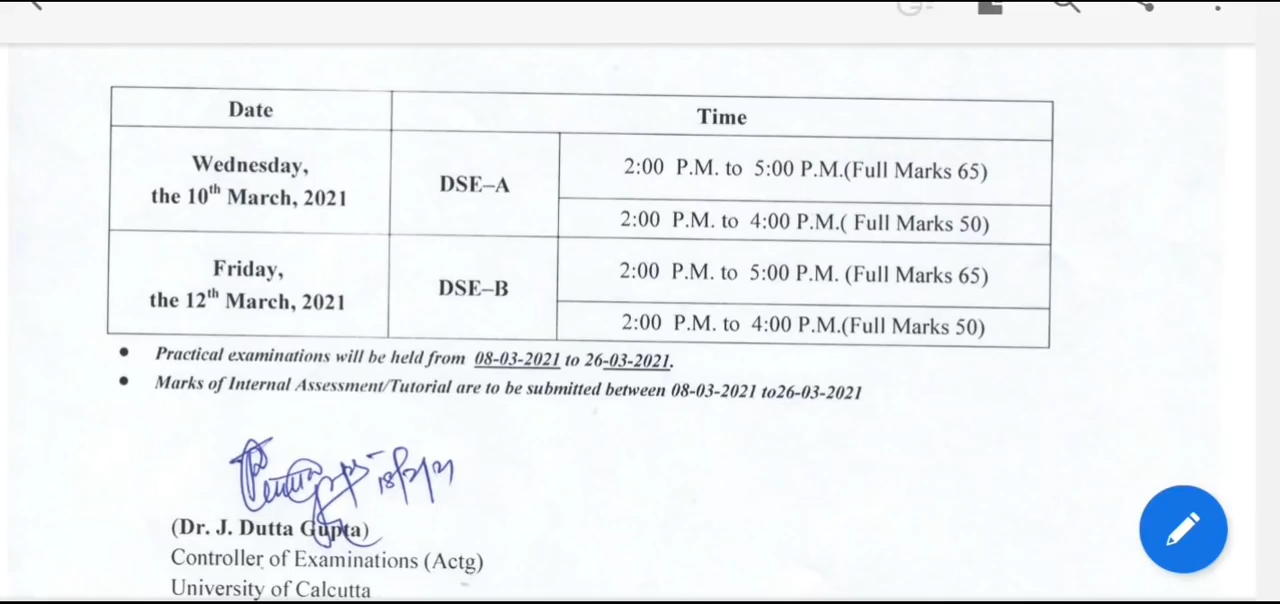 Date Time
Wednesday,
the 10th March, 2021
DSE–A
2:00 P.M. to 5:00 P.M.(Full Marks 65)
2:00 P.M. to 4:00 P.M.( Full Marks 50)
Friday,
the 12th March, 2021
DSE–B
2:00 P.M. to 5:00 P.M. (Full Marks 65)
2:00 P.M. to 4:00 P.M.(Full Marks 50)
• Practical examinations will be held from 08-03-2021 to 26-03-2021.
• Marks of Internal Assessment/Tutorial are to be submitted between 08-03-2021 to26-03-2021
18/2/21
(Dr. J. Dutta Gupta)
Controller of Examinations (Actg)
University of Calcutta